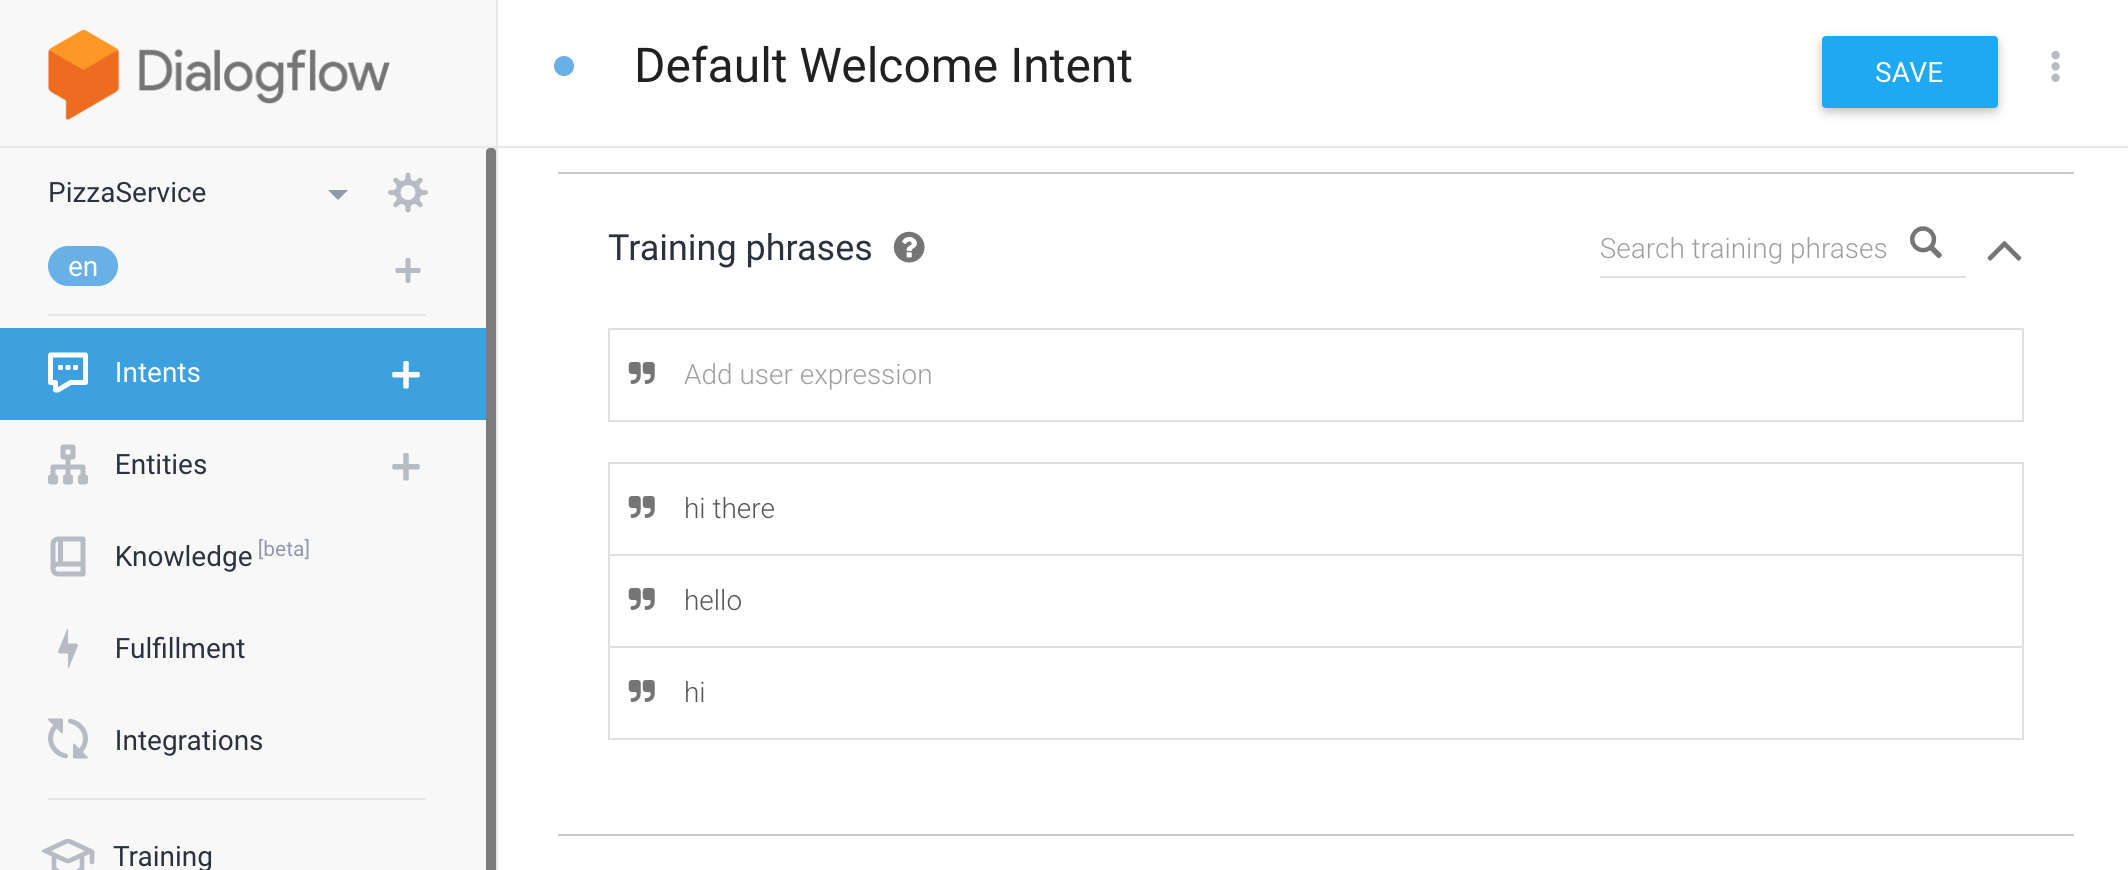 Dialogflow
Default Welcome Intent
SAVE
PizzaService
en
Intents
Entities
Knowledge [beta]
Fulfillment
Integrations
Training
Training phrases
Search training phrases
Add user expression
hi there
hello
hi